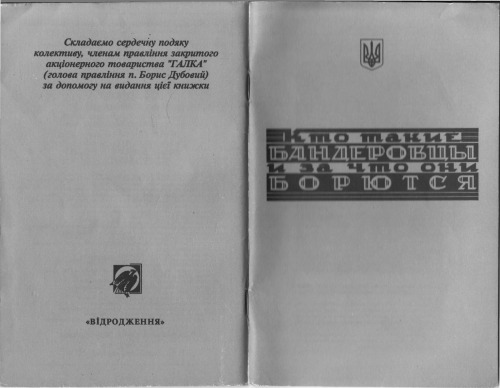 Складаємо сердечну подяку
колективу, членам правління закритого
акціонерного товариства "ГАЛКА"
(голова правління п. Борис Дубовий)
за допомогу на видання цієї книжки
«ВІДРОДЖЕННЯ»
КТО ТАКИЕ
БАНДЕРОВЦЫ
И ЗА ЧТО ОНИ
БОРЮТСЯ